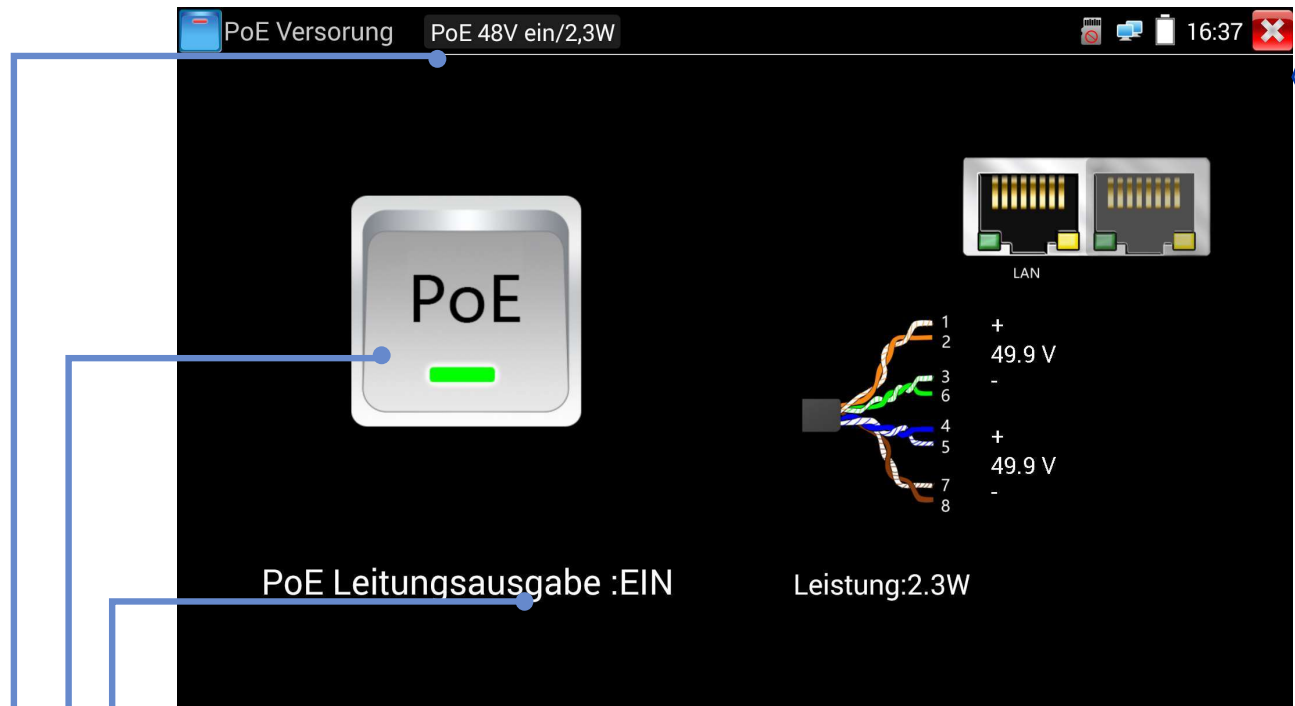 PoE Versorung
PoE 48V ein/2,3W
16:37
PoE
LAN
1
2
3
6
4
5
7
8
+
49.9 V
-
+
49.9 V
-
PoE Leitungsausgabe :EIN
Leistung:2.3W